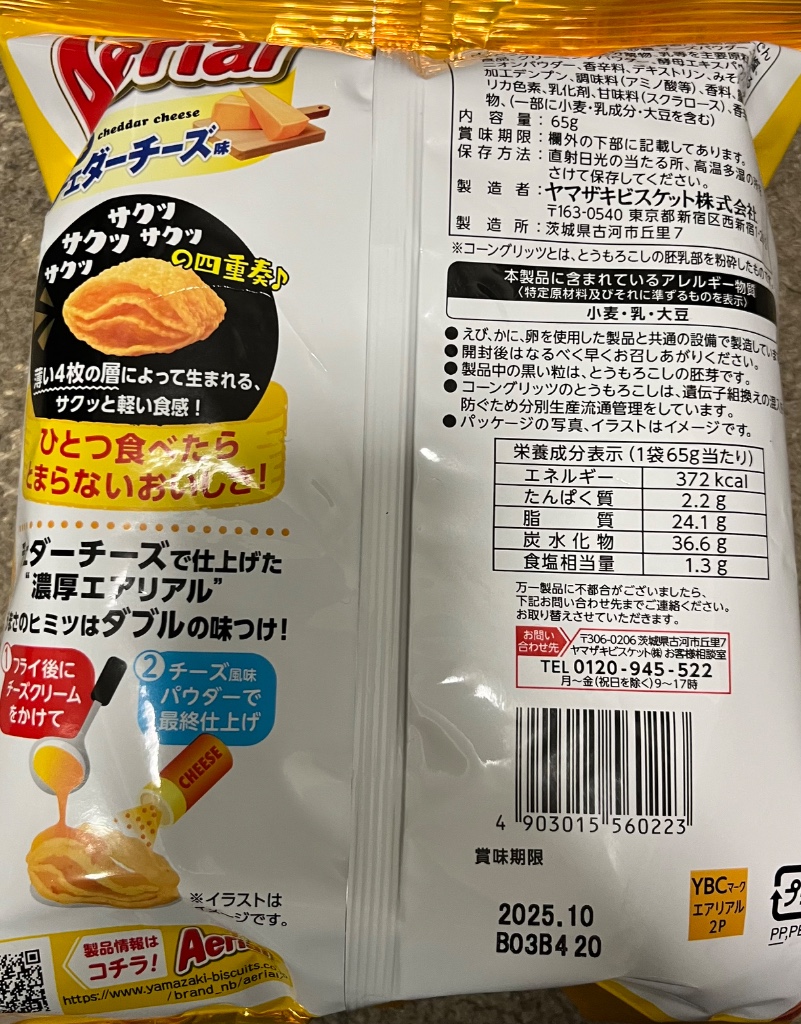 Aerial
cheddar cheese
ェダーチーズ味
サクッ
サクッ サクッ
サクッ
の四重奏♪
薄い4枚の層によって生まれる、
サクッと軽い食感!
ひとつ食べたら
とまらないおいしさ!
ェダーチーズで仕上げた
"濃厚エアリアル"
まさのヒミツはダブルの味つけ!
1 フライ後に
チーズクリーム
をかけて
2 チーズ風味
パウダーで
最終仕上げ
CHEESE
※イラストは
イメージです。
製品情報は
コチラ!
Aerial
https://www.yamazaki-biscuits.co
/brand_nb/aerial
ニオンパウダー、香辛料、デキストリン、みそ
加工デンプン、調味料(アミノ酸等)、香料、
リカ色素、乳化剤、甘味料(スクラロース)、香
物、(一部に小麦・乳成分・大豆を含む)
内容量:65g
賞味期限:欄外の下部に記載してあります。
保存方法:直射日光の当たる所、高温多湿の
さけて保存してください。
製造者:ヤマザキビスケット株式会社
〒163-0540 東京都新宿区西新宿
製造所:茨城県古河市丘里7
※コーングリッツとは、とうもろこしの胚乳部を粉砕したもので
本製品に含まれているアレルギー物質
〈特定原材料及びそれに準ずるものを表示〉
小麦・乳・大豆
●えび、かに、卵を使用した製品と共通の設備で製造してい
●開封後はなるべく早くお召しあがりください。
●製品中の黒い粒は、とうもろこしの胚芽です。
●コーングリッツのとうもろこしは、遺伝子組換えの混入
防ぐため分別生産流通管理をしています。
●パッケージの写真、イラストはイメージです。
栄養成分表示(1袋65g当たり)
エネルギー 372 kcal
たんぱく質 2.2 g
脂質 24.1 g
炭水化物 36.6 g
食塩相当量 1.3 g
万一製品に不都合がございましたら、
下記お問い合わせ先までご連絡ください。
お取り替えさせていただきます。
お問い
合わせ先
〒306-0206 茨城県古河市丘里7
ヤマザキビスケット㈱ お客様相談室
TEL 0120-945-522
月〜金(祝日を除く)9〜17時
4 903015 560223
賞味期限
2025.10
B03B4 20
YBCマーク
エアリアル
2P
プ
PP,PE